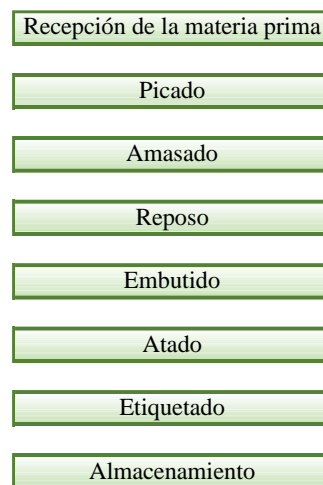 Recepción de la materia prima
Picado
Amasado
Reposo
Embutido
Atado
Etiquetado
Almacenamiento